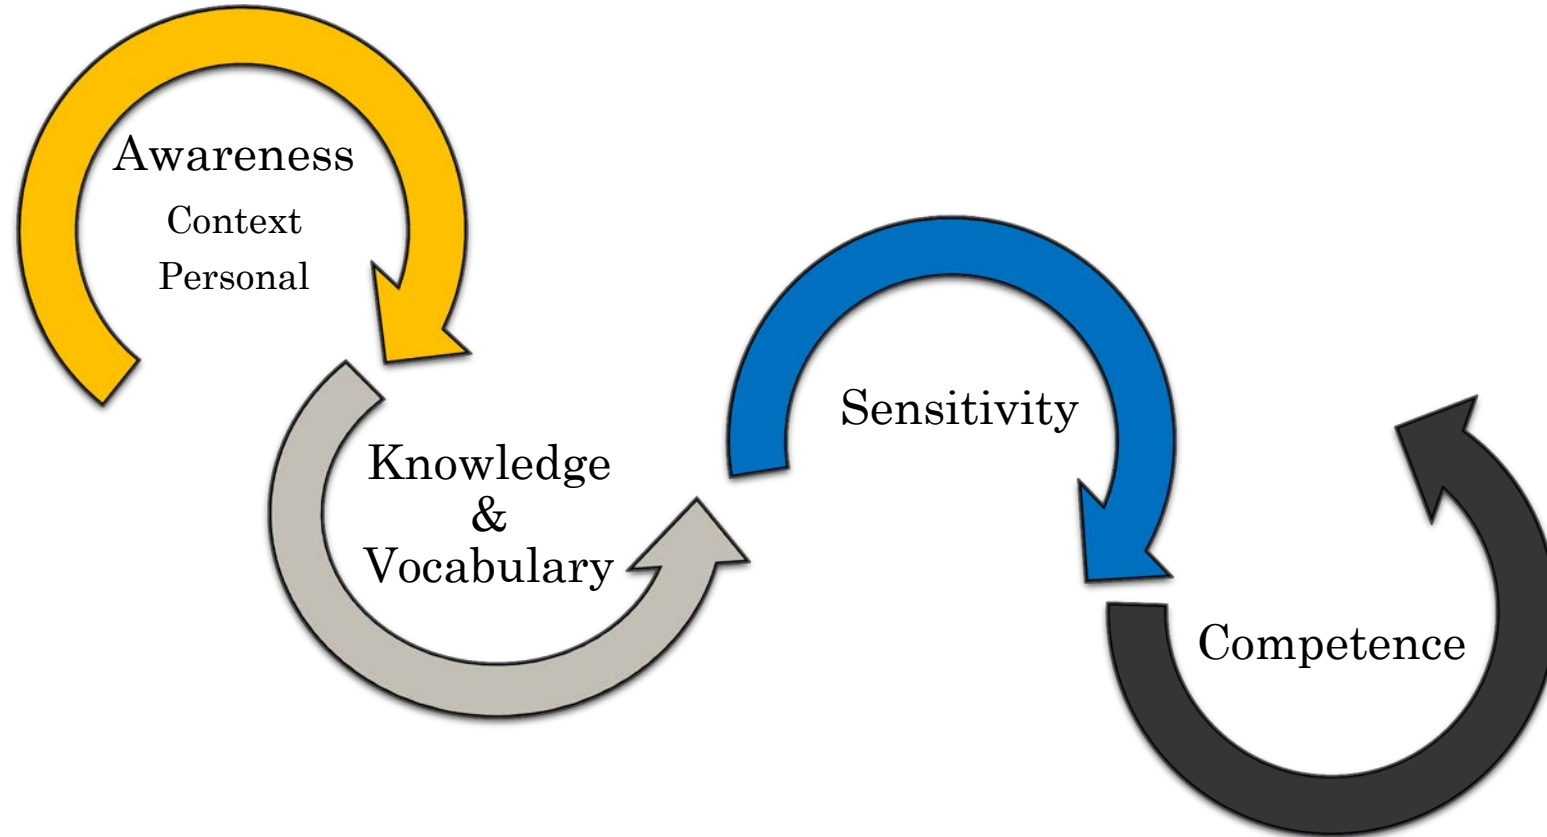 Awareness
Context
Personal
Knowledge
&
Vocabulary
Sensitivity
Competence